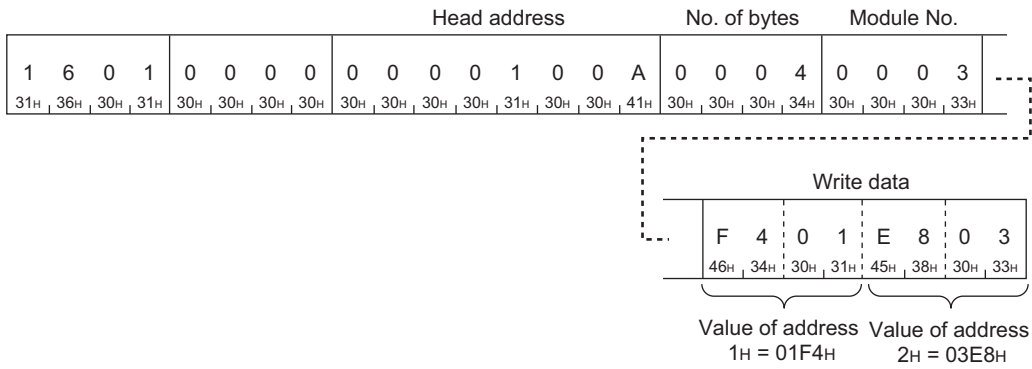 Head address No. of bytes Module No.
1 6 0 1 0 0 0 0 0 0 0 0 1 0 0 A 0 0 0 4 0 0 0 3
31H 36H 30H 31H 30H 30H 30H 30H 30H 30H 30H 30H 31H 30H 30H 41H 30H 30H 30H 34H 30H 30H 30H 33H
Write data
F 4 0 1 E 8 0 3
46H 34H 30H 31H 45H 38H 30H 33H
Value of address Value of address
1H = 01F4H 2H = 03E8H